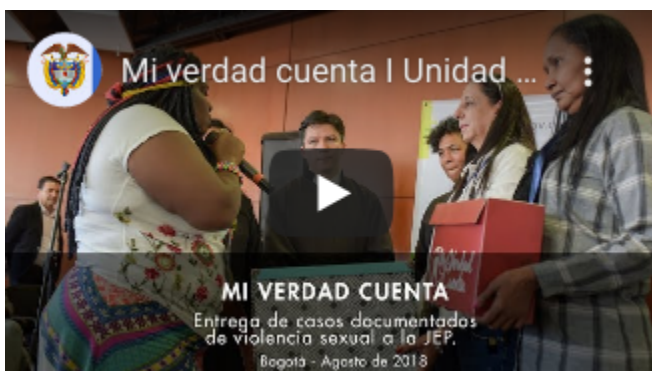 Mi verdad cuenta I Unidad ...
MI VERDAD CUENTA
Entrega de casos documentados
de violencia sexual a la JEP.
Bogotá - Agosto de 2018